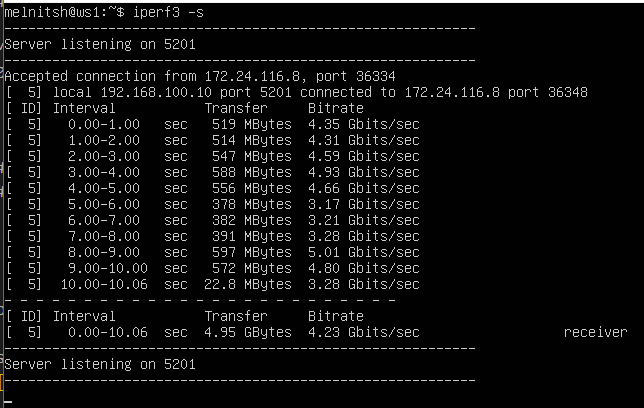 melnitsh@ws1:~$ iperf3 -s
-----------------------------------------------------------
Server listening on 5201
-----------------------------------------------------------
Accepted connection from 172.24.116.8, port 36334
[  5] local 192.168.100.10 port 5201 connected to 172.24.116.8 port 36348
[ ID] Interval           Transfer     Bitrate
[  5]   0.00-1.00   sec   519 MBytes  4.35 Gbits/sec
[  5]   1.00-2.00   sec   514 MBytes  4.31 Gbits/sec
[  5]   2.00-3.00   sec   547 MBytes  4.59 Gbits/sec
[  5]   3.00-4.00   sec   588 MBytes  4.93 Gbits/sec
[  5]   4.00-5.00   sec   556 MBytes  4.66 Gbits/sec
[  5]   5.00-6.00   sec   378 MBytes  3.17 Gbits/sec
[  5]   6.00-7.00   sec   382 MBytes  3.21 Gbits/sec
[  5]   7.00-8.00   sec   391 MBytes  3.28 Gbits/sec
[  5]   8.00-9.00   sec   597 MBytes  5.01 Gbits/sec
[  5]   9.00-10.00  sec   572 MBytes  4.80 Gbits/sec
[  5]  10.00-10.06  sec  22.8 MBytes  3.28 Gbits/sec
- - - - - - - - - - - - - - - - - - - - - - - - -
[ ID] Interval           Transfer     Bitrate
[  5]   0.00-10.06  sec  4.95 GBytes  4.23 Gbits/sec                  receiver
-----------------------------------------------------------
Server listening on 5201
-----------------------------------------------------------